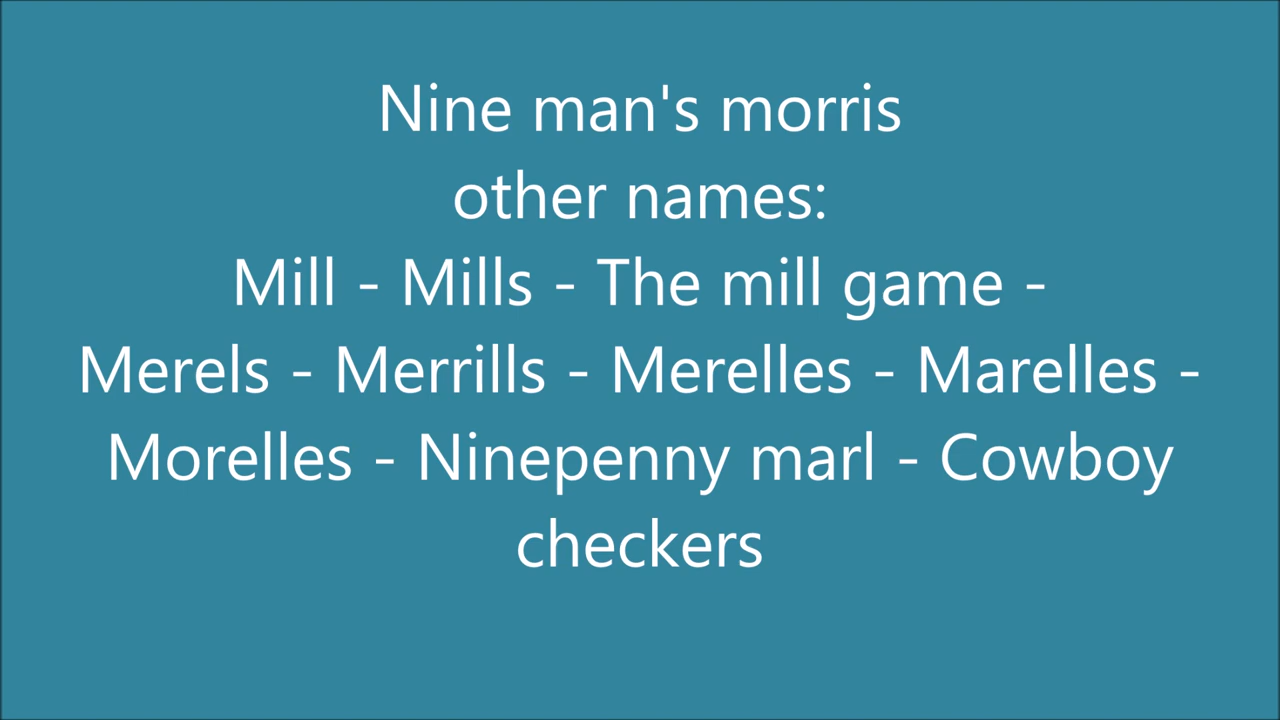 Nine man's morris
other names:
Mill - Mills - The mill game -
Merels - Merrills - Merelles - Marelles -
Morelles - Ninepenny marl - Cowboy
checkers